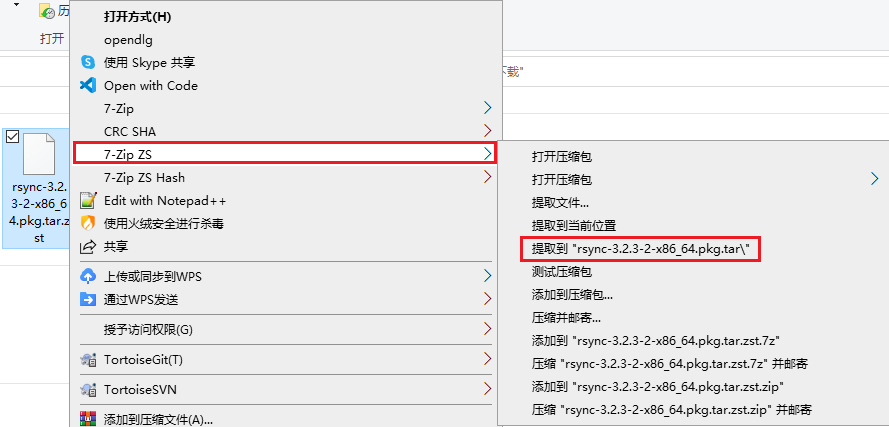 历
打开
下载"
rsync-3.2.
3-2-x86_6
4.pkg.tar.z
st
打开方式(H)
opendlg
使用 Skype 共享
Open with Code
7-Zip
CRC SHA
7-Zip ZS
7-Zip ZS Hash
Edit with Notepad++
使用火绒安全进行杀毒
共享
上传或同步到WPS
通过WPS发送
授予访问权限(G)
TortoiseGit(T)
TortoiseSVN
添加到压缩文件(A)...
打开压缩包
打开压缩包
提取文件...
提取到当前位置
提取到 "rsync-3.2.3-2-x86_64.pkg.tar\"
测试压缩包
添加到压缩包...
压缩并邮寄...
添加到 "rsync-3.2.3-2-x86_64.pkg.tar.zst.7z"
压缩 "rsync-3.2.3-2-x86_64.pkg.tar.zst.7z" 并邮寄
添加到 "rsync-3.2.3-2-x86_64.pkg.tar.zst.zip"
压缩 "rsync-3.2.3-2-x86_64.pkg.tar.zst.zip" 并邮寄